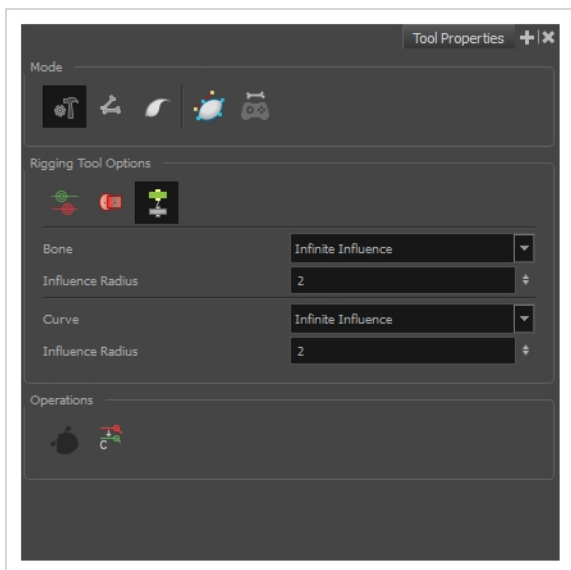 Tool Properties
Mode
Rigging Tool Options
Bone Infinite Influence
Influence Radius 2
Curve Infinite Influence
Influence Radius 2
Operations
C